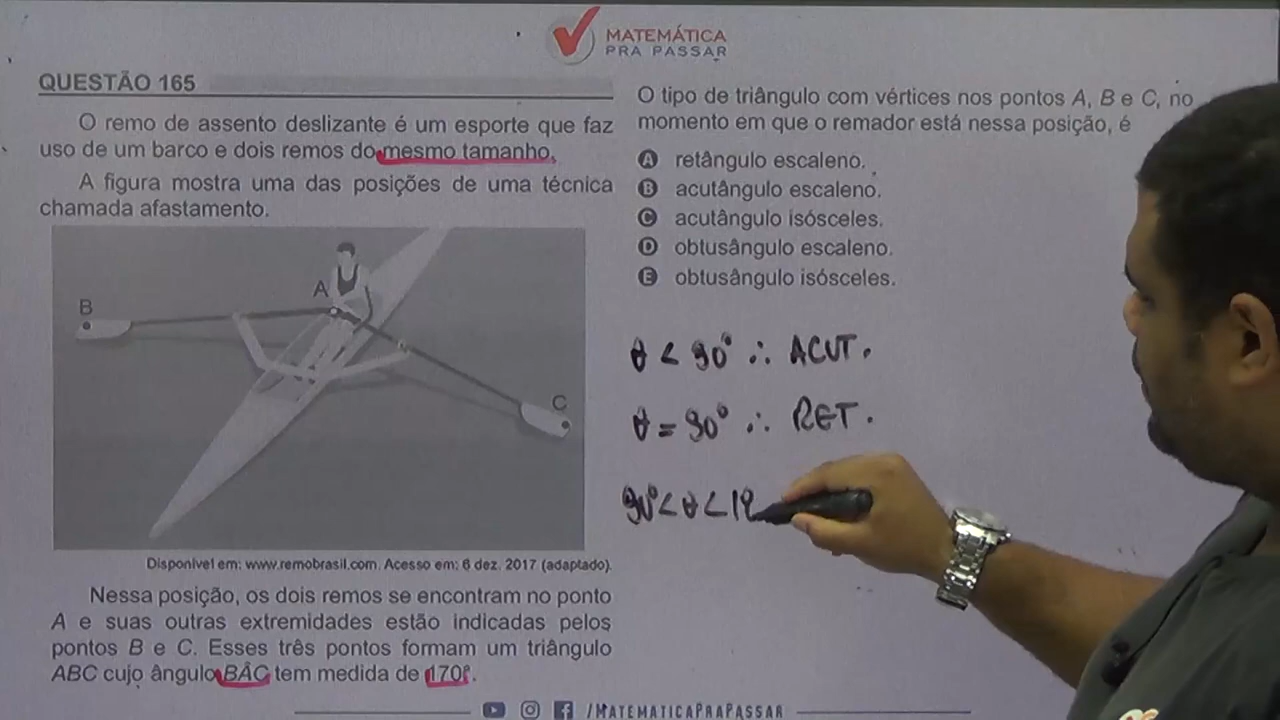 MATEMÁTICA
PRA PASSAR
QUESTÃO 165
O remo de assento deslizante é um esporte que faz
uso de um barco e dois remos do mesmo tamanho.
A figura mostra uma das posições de uma técnica
chamada afastamento.
A
B
C
Disponível em: www.remobrasil.com. Acesso em: 6 dez. 2017 (adaptado).
Nessa posição, os dois remos se encontram no ponto
A e suas outras extremidades estão indicadas pelos
pontos B e C. Esses três pontos formam um triângulo
ABC cujo ângulo BÂC tem medida de 170°.
O tipo de triângulo com vértices nos pontos A, B e C, no
momento em que o remador está nessa posição, é
A retângulo escaleno.
B acutângulo escaleno.
C acutângulo isósceles.
D obtusângulo escaleno.
E obtusângulo isósceles.
θ < 90° ∴ ACUT.
θ = 90° ∴ RET.
90° < θ < 18
/MATEMATICAPRAPASSAR